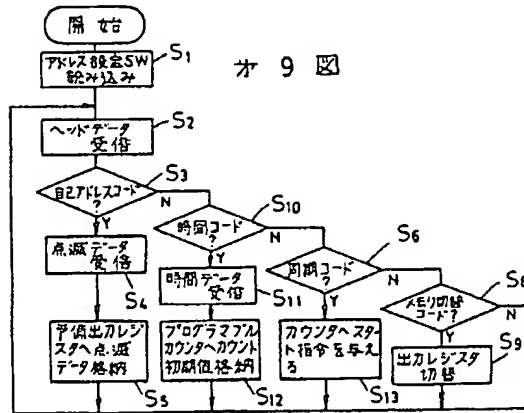 開始
アドレス設定SW
読み込み
S1
才 9 図
ヘッドデータ
受信
S2
自己アドレスコード
?
S3
Y
N
時間コード
?
S10
Y
N
同期コード
?
S6
Y
N
メモリ切替
コード?
S8
Y
N
点滅データ
受信
S4
時間データ
受信
S11
予備出力レジ
スタへ点滅
データ格納
S5
プログラマブル
カウンタへカウント
初期値格納
S12
カウンタへスター
ト指令を与え
る
S13
出力レジスタ
切替
S9